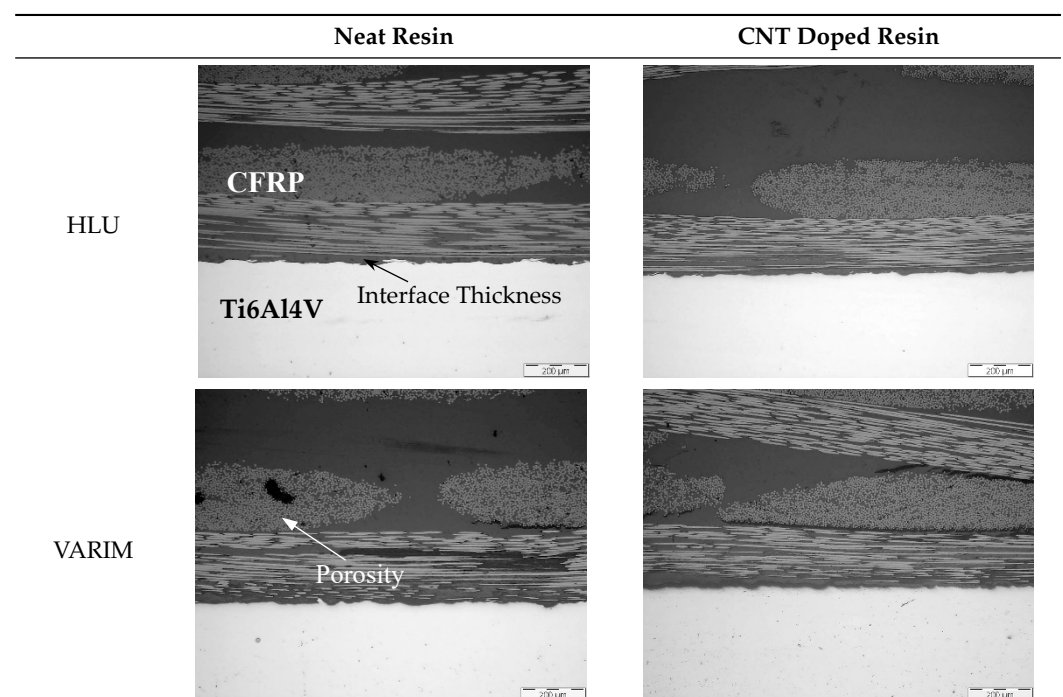 Neat Resin
CNT Doped Resin
HLU
CFRP
Interface Thickness
Ti6Al4V
200 µm
200 µm
VARIM
Porosity
200 µm
200 µm